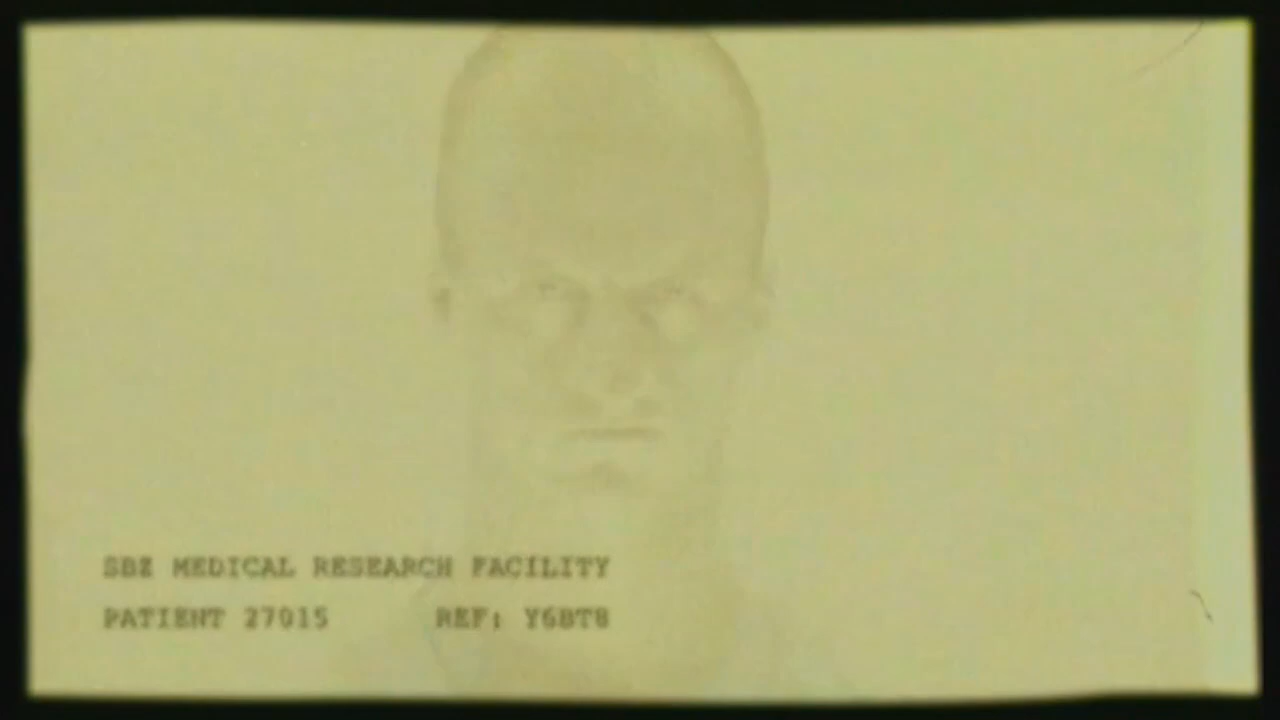 SBZ MEDICAL RESEARCH FACILITY
PATIENT 27015 REF: Y6BT8